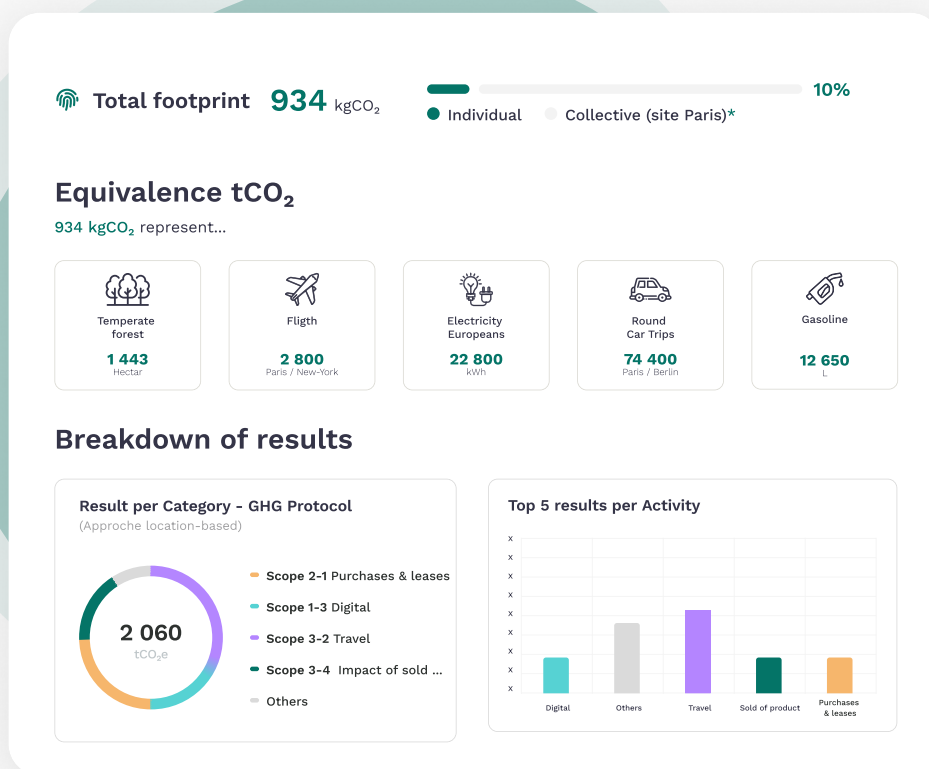 Total footprint 934 kgCO₂
10%
Individual Collective (site Paris)*
Equivalence tCO₂
934 kgCO₂ represent...
Temperate
forest
1 443
Hectar
Fligth
2 800
Paris / New-York
Electricity
Europeans
22 800
kWh
Round
Car Trips
74 400
Paris / Berlin
Gasoline
12 650
L
Breakdown of results
Result per Category - GHG Protocol
(Approche location-based)
2 060
tCO₂e
Scope 2-1 Purchases & leases
Scope 1-3 Digital
Scope 3-2 Travel
Scope 3-4 Impact of sold ...
Others
Top 5 results per Activity
x
x
x
x
x
x
x
x
x
Digital
Others
Travel
Sold of product
Purchases
& leases